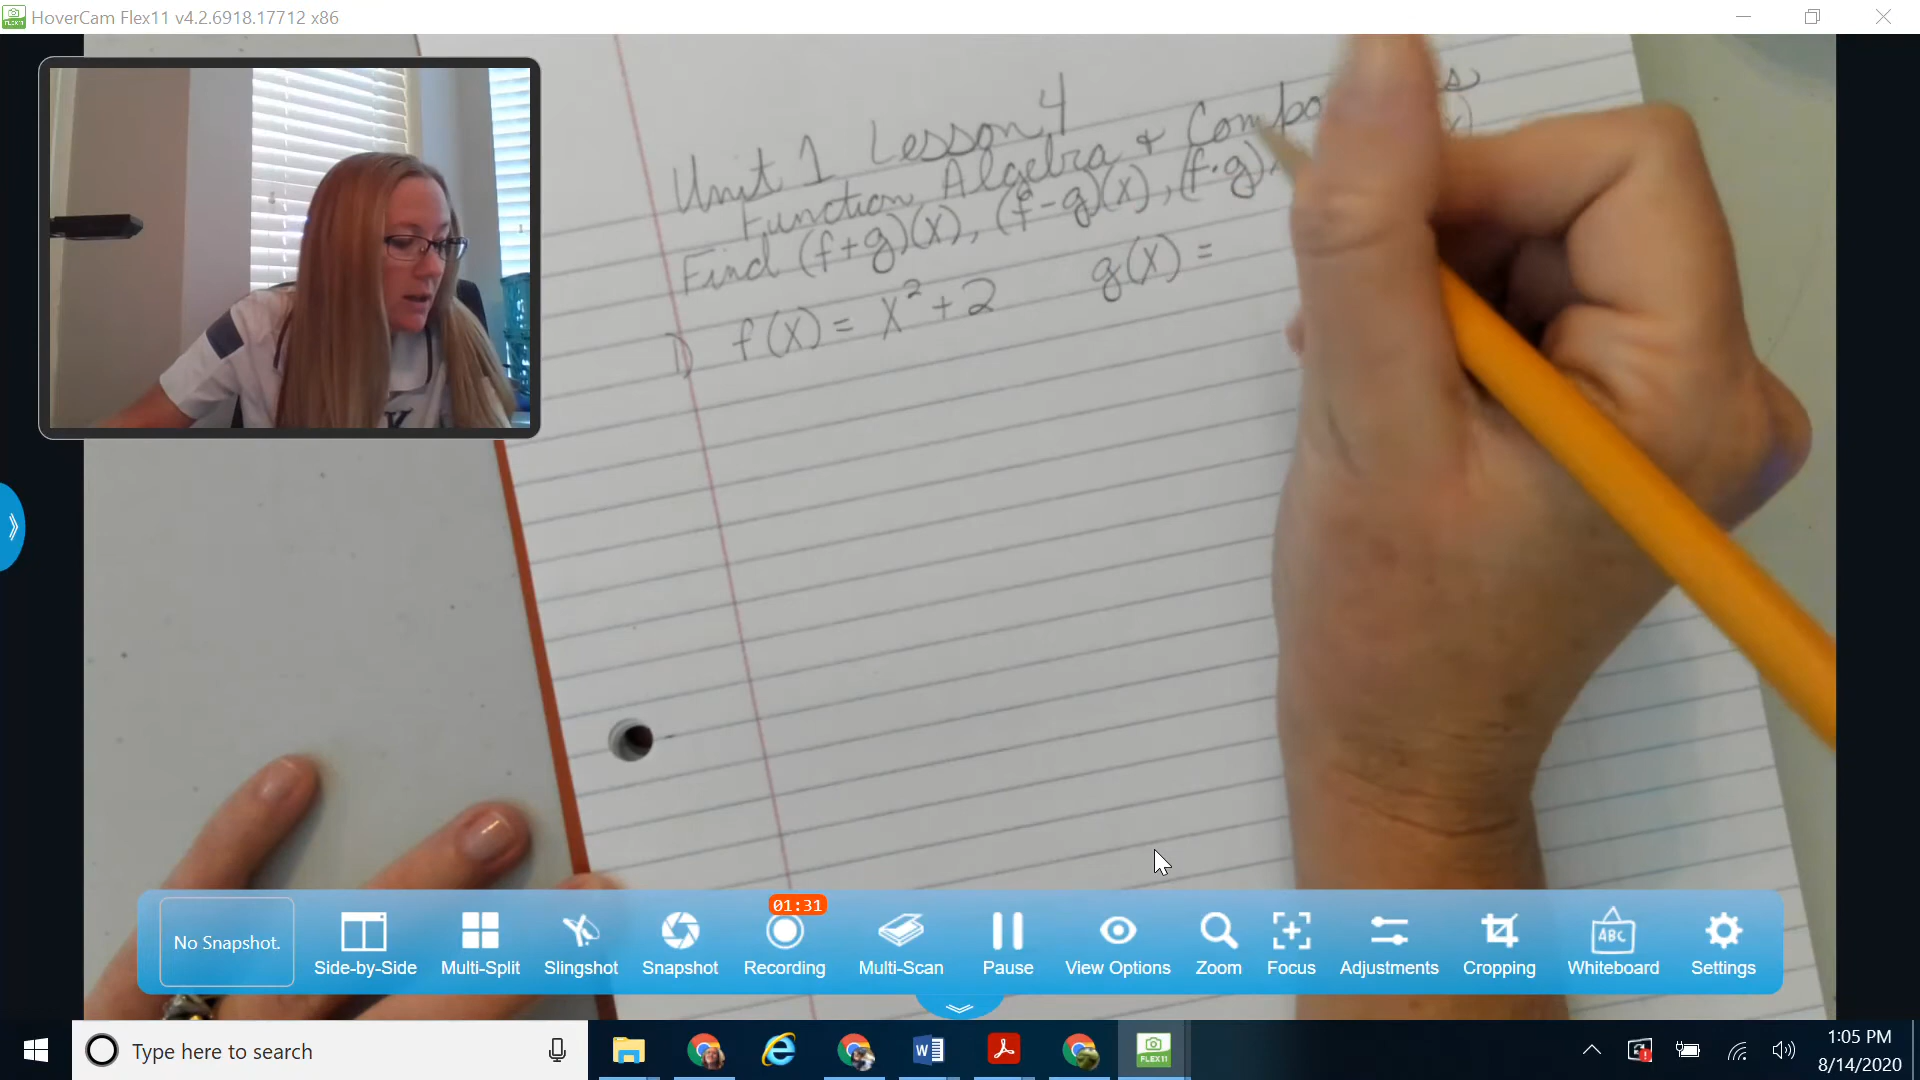 HoverCam Flex11 v4.2.6918.17712 x86
Unit 1 Lesson 4
Function Algebra &
Find (f+g)(x), (f-g)(x), (f·g)
1) f(x) = x²+2 g(x) =
01:31
No Snapshot.
Side-by-Side
Multi-Split
Slingshot
Snapshot
Recording
Multi-Scan
Pause
View Options
Zoom
Focus
Adjustments
Cropping
ABC
Whiteboard
Settings
Type here to search
FLEX11
1:05 PM
8/14/2020